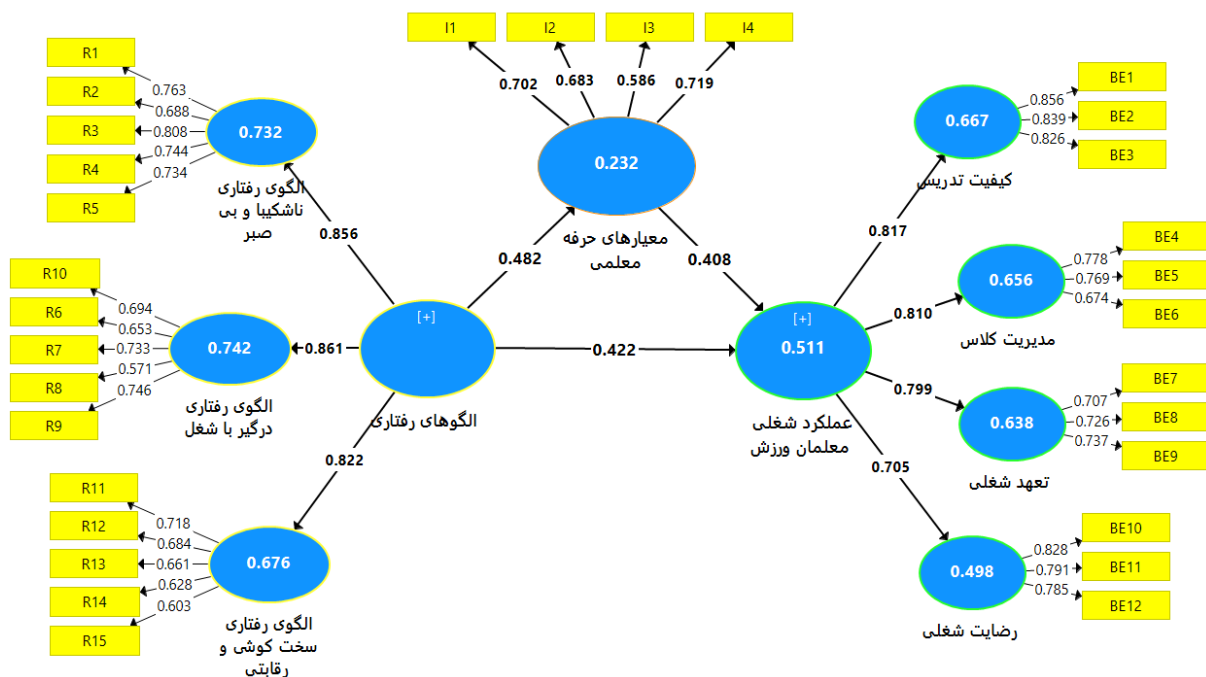 I1
I2
I3
I4
0.702
0.683
0.586
0.719
0.232
معیارهای حرفه
معلمی
R1
R2
R3
R4
R5
0.763
0.688
0.808
0.744
0.734
0.732
الگوی رفتاری
ناشکیبا و بی
صبر
0.856
0.482
0.408
R10
R6
R7
R8
R9
0.694
0.653
0.733
0.571
0.746
0.742
الگوی رفتاری
درگیر با شغل
0.861
[+]
الگوهای رفتاری
0.422
0.822
R11
R12
R13
R14
R15
0.718
0.684
0.661
0.628
0.603
0.676
الگوی رفتاری
سخت کوشی و
رقابتی
[+]
0.511
عملکرد شغلی
معلمان ورزش
0.817
0.810
0.799
0.705
0.667
کیفیت تدریس
0.856
0.839
0.826
BE1
BE2
BE3
0.656
مدیریت کلاس
0.778
0.769
0.674
BE4
BE5
BE6
0.638
تعهد شغلی
0.707
0.726
0.737
BE7
BE8
BE9
0.498
رضایت شغلی
0.828
0.791
0.785
BE10
BE11
BE12